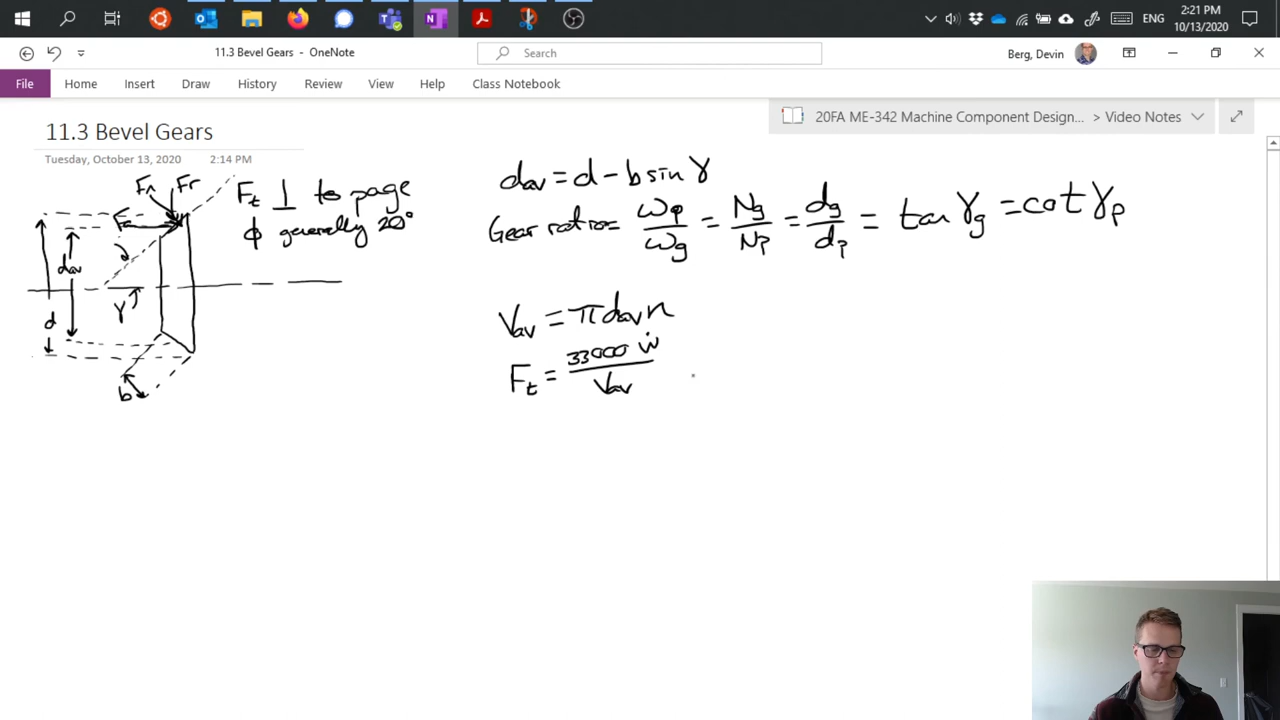 2:21 PM
ENG
10/13/2020
11.3 Bevel Gears - OneNote
Search
Berg, Devin
File Home Insert Draw History Review View Help Class Notebook
20FA ME-342 Machine Component Design... > Video Notes
11.3 Bevel Gears
Tuesday, October 13, 2020 2:14 PM
Fn Fr
Fa
γ
dav
γ
d
b
Ft ⊥ to page
ϕ generally 20°
dav = d - b sin γ
Gear ratio = ωp/ωg = Ng/Np = dg/dp = tan γg = cot γp
Vav = π dav n
Ft = 33000 Ẇ / Vav